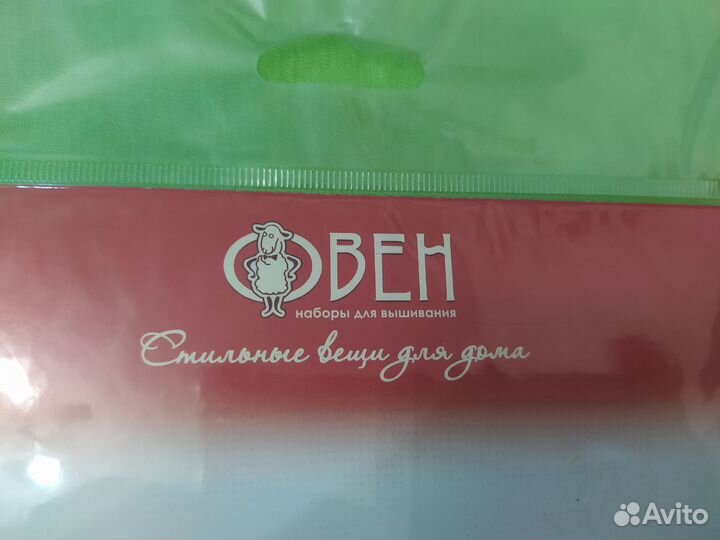 ОВЕН
наборы для вышивания
Стильные вещи для дома
Avito